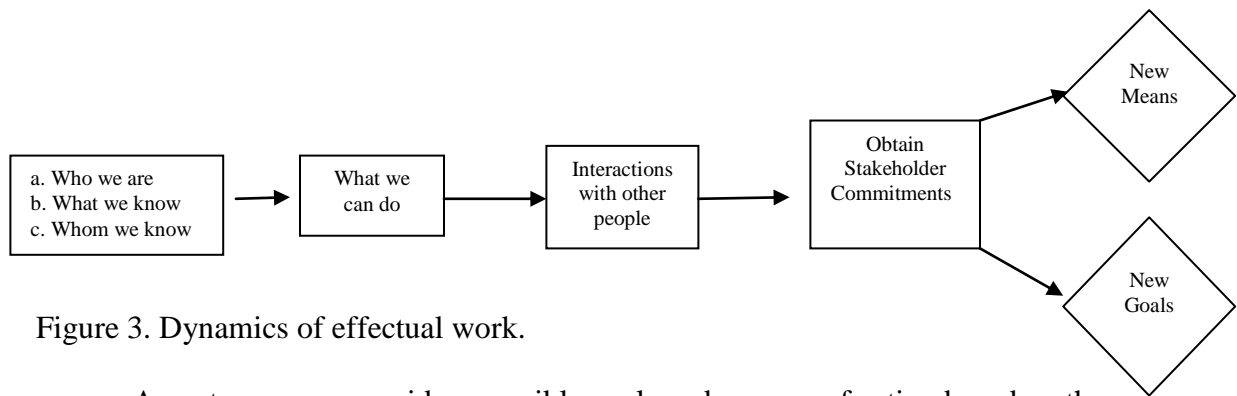 New
Means
Obtain
Stakeholder
Commitments
a. Who we are
b. What we know
c. Whom we know
What we
can do
Interactions
with other
people
New
Goals
Figure 3. Dynamics of effectual work.